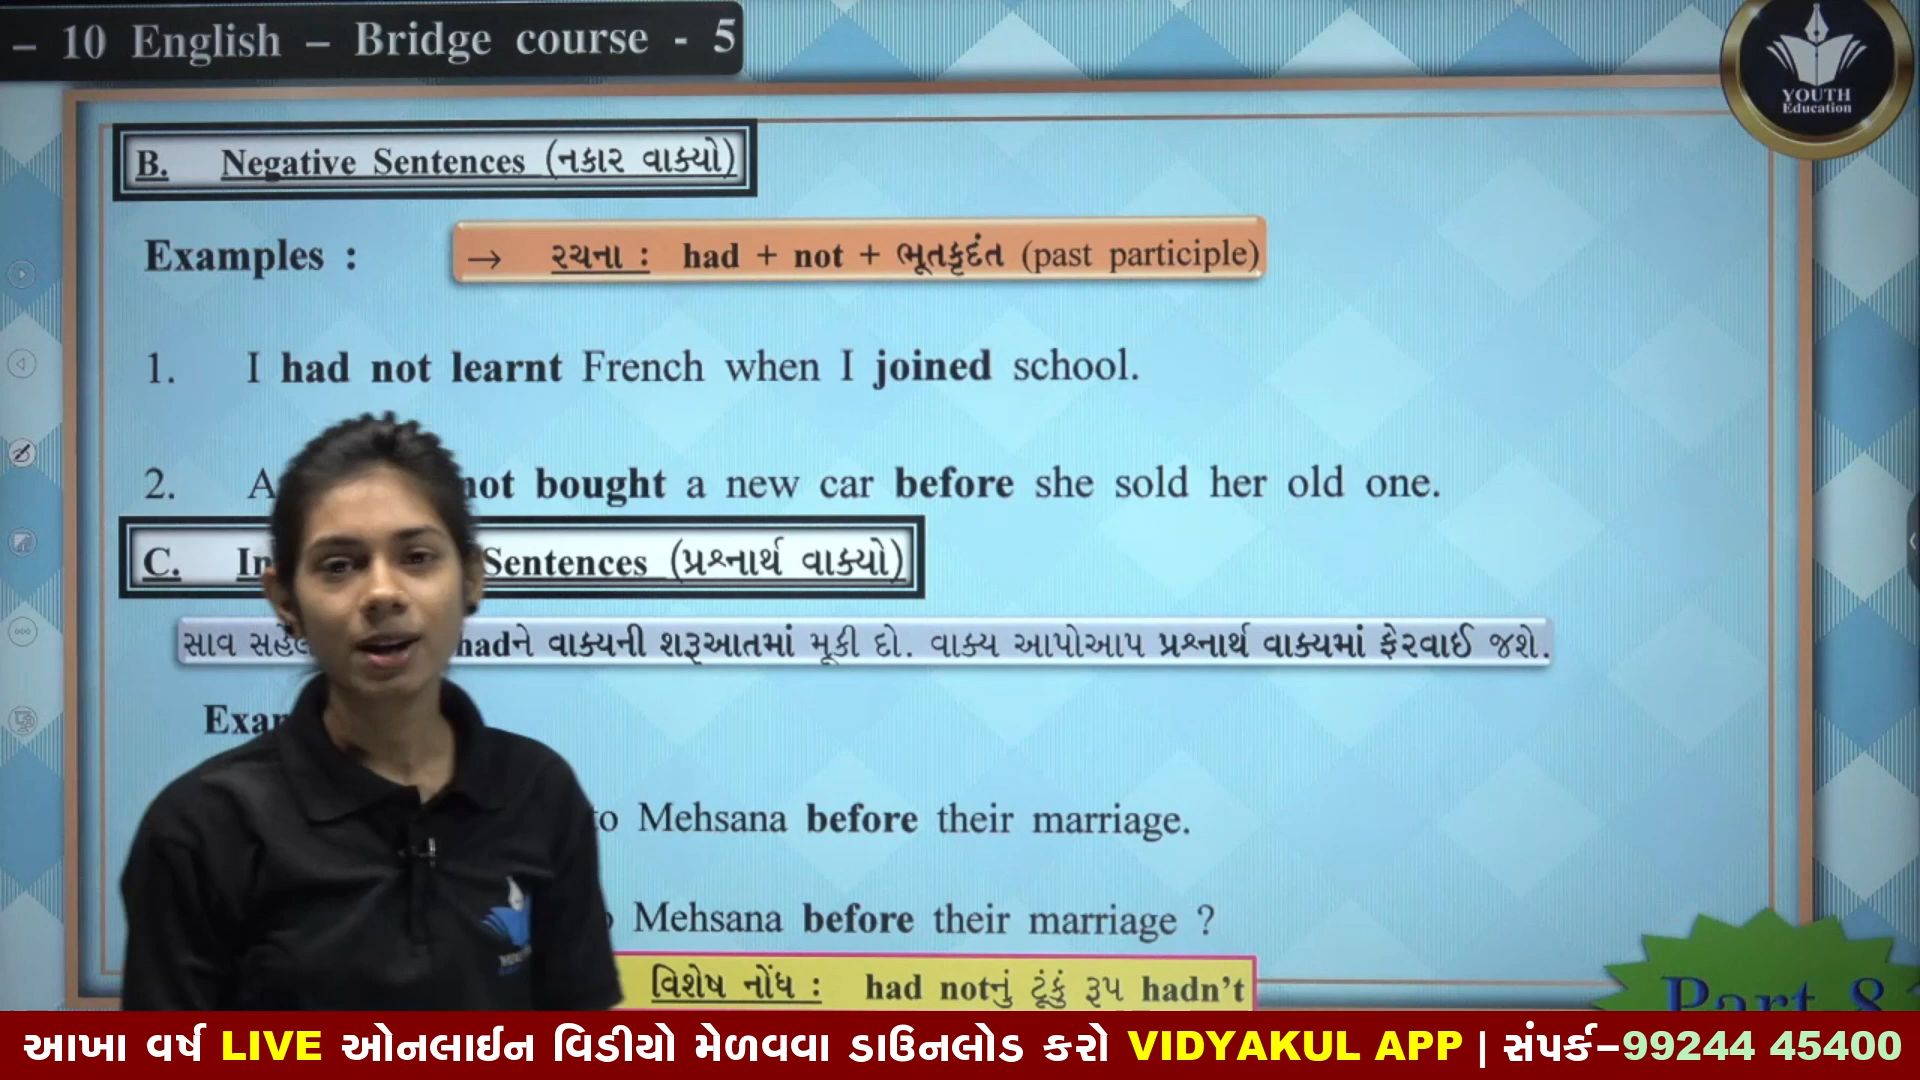 – 10 English – Bridge course - 5
YOUTH
Education
B. Negative Sentences (નકાર વાક્યો)
Examples :
→ રચના : had + not + ભૂતકૃદંત (past participle)
1. I had not learnt French when I joined school.
2. not bought a new car before she sold her old one.
C. Sentences (પ્રશ્નાર્થ વાક્યો)
સાવ hadને વાક્યની શરૂઆતમાં મૂકી દો. વાક્ય આપોઆપ પ્રશ્નાર્થ વાક્યમાં ફેરવાઈ જશે.
to Mehsana before their marriage.
Mehsana before their marriage ?
વિશેષ નોંધ : had notનું ટૂંકું રૂપ hadn't
Part 8
આખા વર્ષ LIVE ઓનલાઈન વિડીયો મેળવવા ડાઉનલોડ કરો VIDYAKUL APP | સંપર્ક–99244 45400